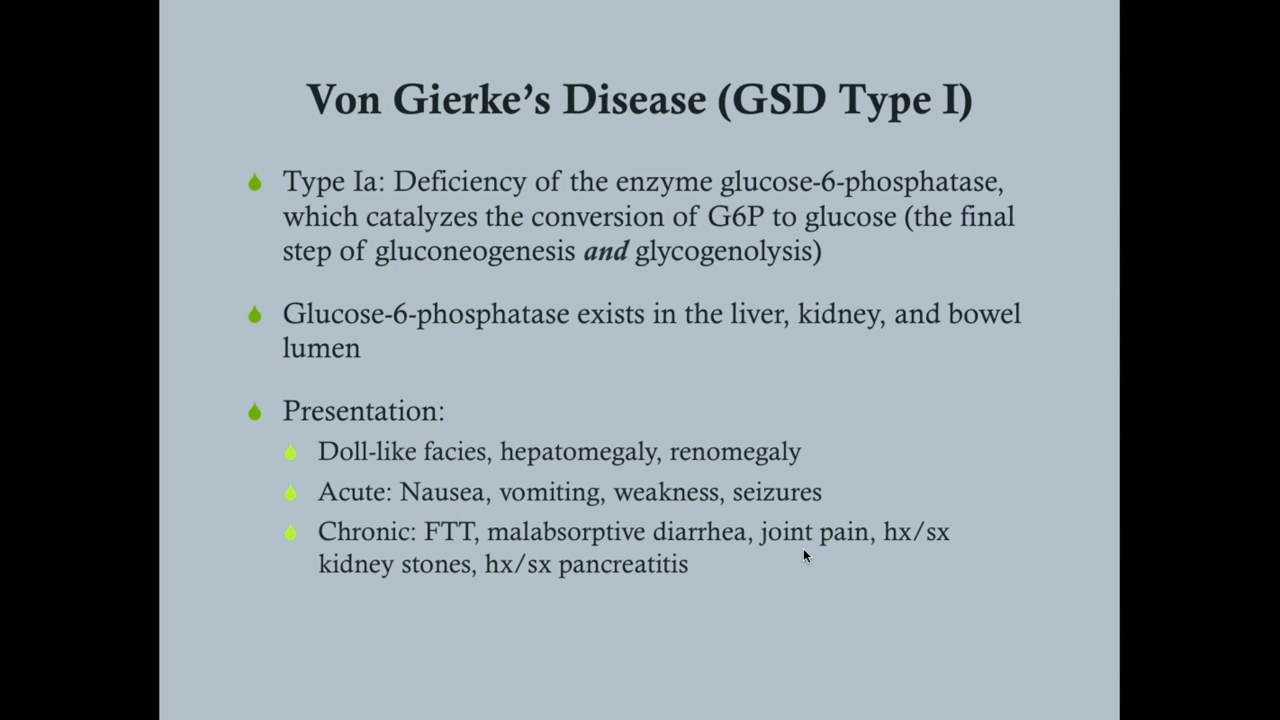 Von Gierke’s Disease (GSD Type I)
Type Ia: Deficiency of the enzyme glucose-6-phosphatase,
which catalyzes the conversion of G6P to glucose (the final
step of gluconeogenesis and glycogenolysis)
Glucose-6-phosphatase exists in the liver, kidney, and bowel
lumen
Presentation:
Doll-like facies, hepatomegaly, renomegaly
Acute: Nausea, vomiting, weakness, seizures
Chronic: FTT, malabsorptive diarrhea, joint pain, hx/sx
kidney stones, hx/sx pancreatitis